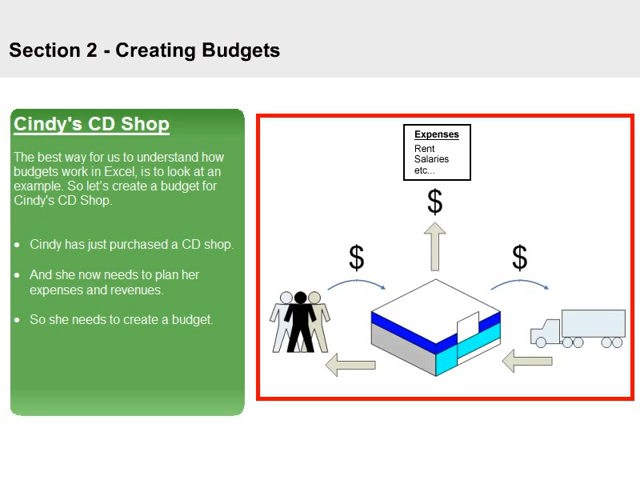 Section 2 - Creating Budgets
Cindy's CD Shop
The best way for us to understand how
budgets work in Excel, is to look at an
example. So let's create a budget for
Cindy's CD Shop.
• Cindy has just purchased a CD shop.
• And she now needs to plan her
expenses and revenues.
• So she needs to create a budget.
Expenses
Rent
Salaries
etc...
$
$ $